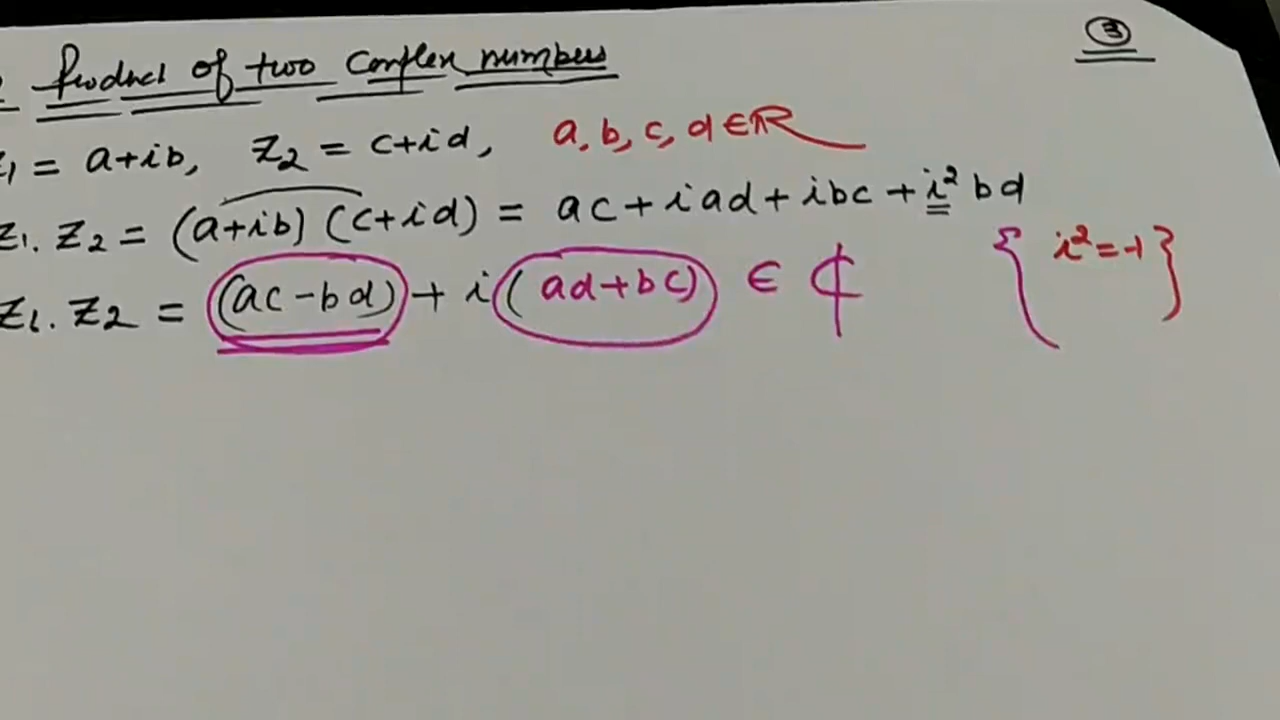 ③
Product of two Complex numbers
z₁ = a+ib, z₂ = c+id, a, b, c, d ∈ ℝ
z₁. z₂ = (a+ib) (c+id) = ac + iad + ibc + i² bd
{ i² = -1 }
z₁. z₂ = (ac - bd) + i (ad + bc) ∈ ℂ